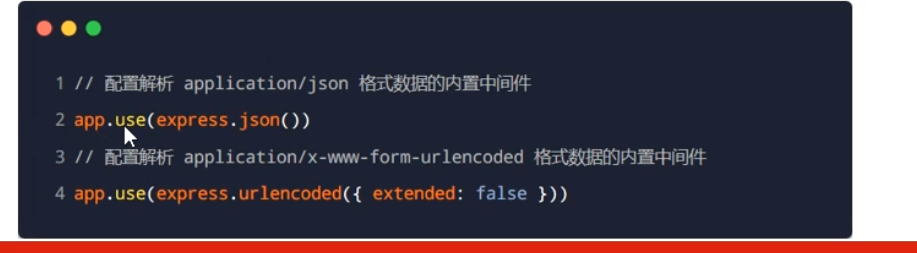 1 // 配置解析 application/json 格式数据的内置中间件
2 app.use(express.json())
3 // 配置解析 application/x-www-form-urlencoded 格式数据的内置中间件
4 app.use(express.urlencoded({ extended: false }))